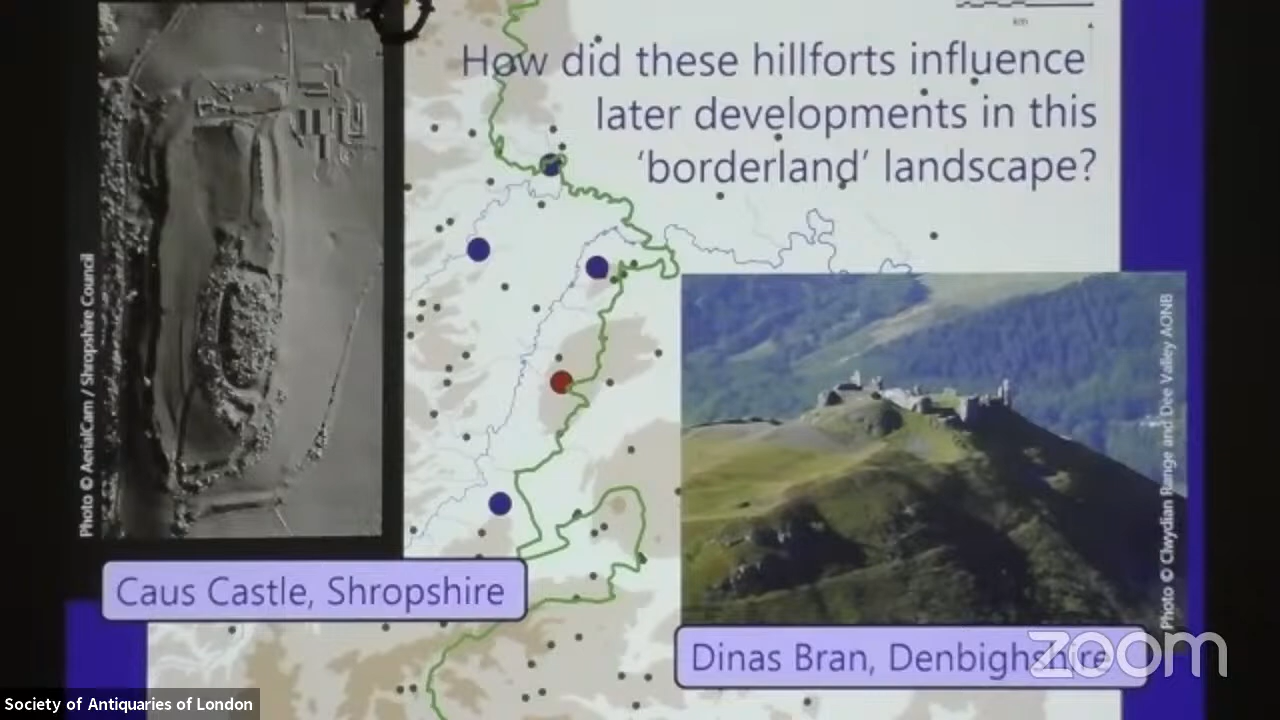 km
How did these hillforts influence
later developments in this
‘borderland’ landscape?
Photo © AerialCam / Shropshire Council
Caus Castle, Shropshire
Photo © Clwydian Range and Dee Valley AONB
Dinas Bran, Denbighshire
zoom
Society of Antiquaries of London